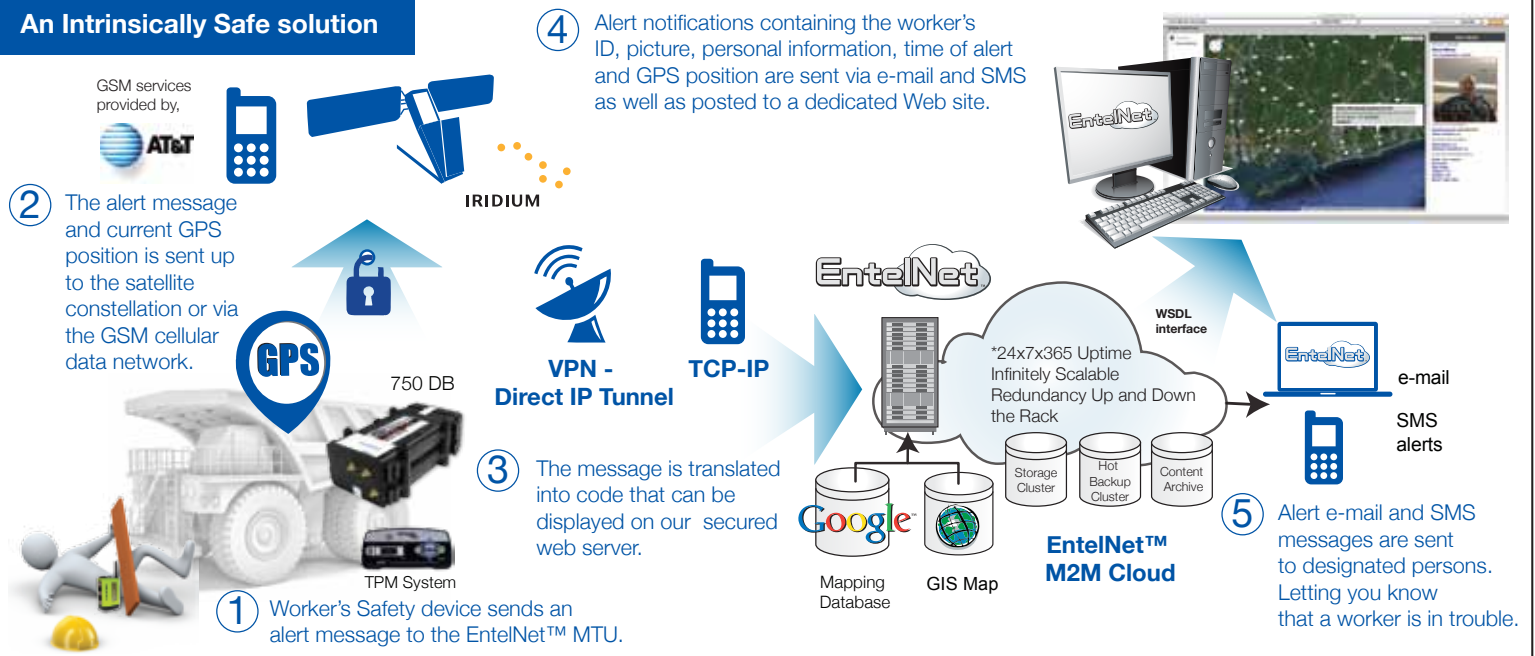 An Intrinsically Safe solution
GSM services
provided by,
AT&T
IRIDIUM
4
Alert notifications containing the worker's
ID, picture, personal information, time of alert
and GPS position are sent via e-mail and SMS
as well as posted to a dedicated Web site.
EntelNet
2
The alert message
and current GPS
position is sent up
to the satellite
constellation or via
the GSM cellular
data network.
GPS
750 DB
TPM System
1
Worker's Safety device sends an
alert message to the EntelNet™ MTU.
VPN -
Direct IP Tunnel
TCP-IP
3
The message is translated
into code that can be
displayed on our secured
web server.
EntelNet
*24x7x365 Uptime
Infinitely Scalable
Redundancy Up and Down
the Rack
Storage
Cluster
Hot
Backup
Cluster
Content
Archive
Google™
Mapping
Database
GIS Map
EntelNet™
M2M Cloud
WSDL
interface
EntelNet
e-mail
SMS
alerts
5
Alert e-mail and SMS
messages are sent
to designated persons.
Letting you know
that a worker is in trouble.